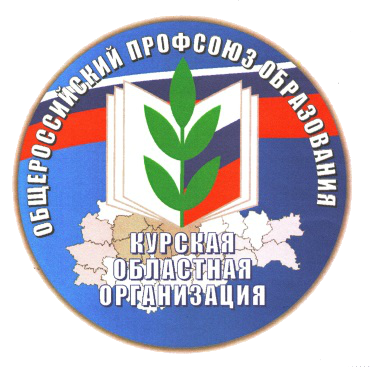 ОБЩЕРОССИЙСКИЙ ПРОФСОЮЗ ОБРАЗОВАНИЯ
КУРСКАЯ
ОБЛАСТНАЯ
ОРГАНИЗАЦИЯ